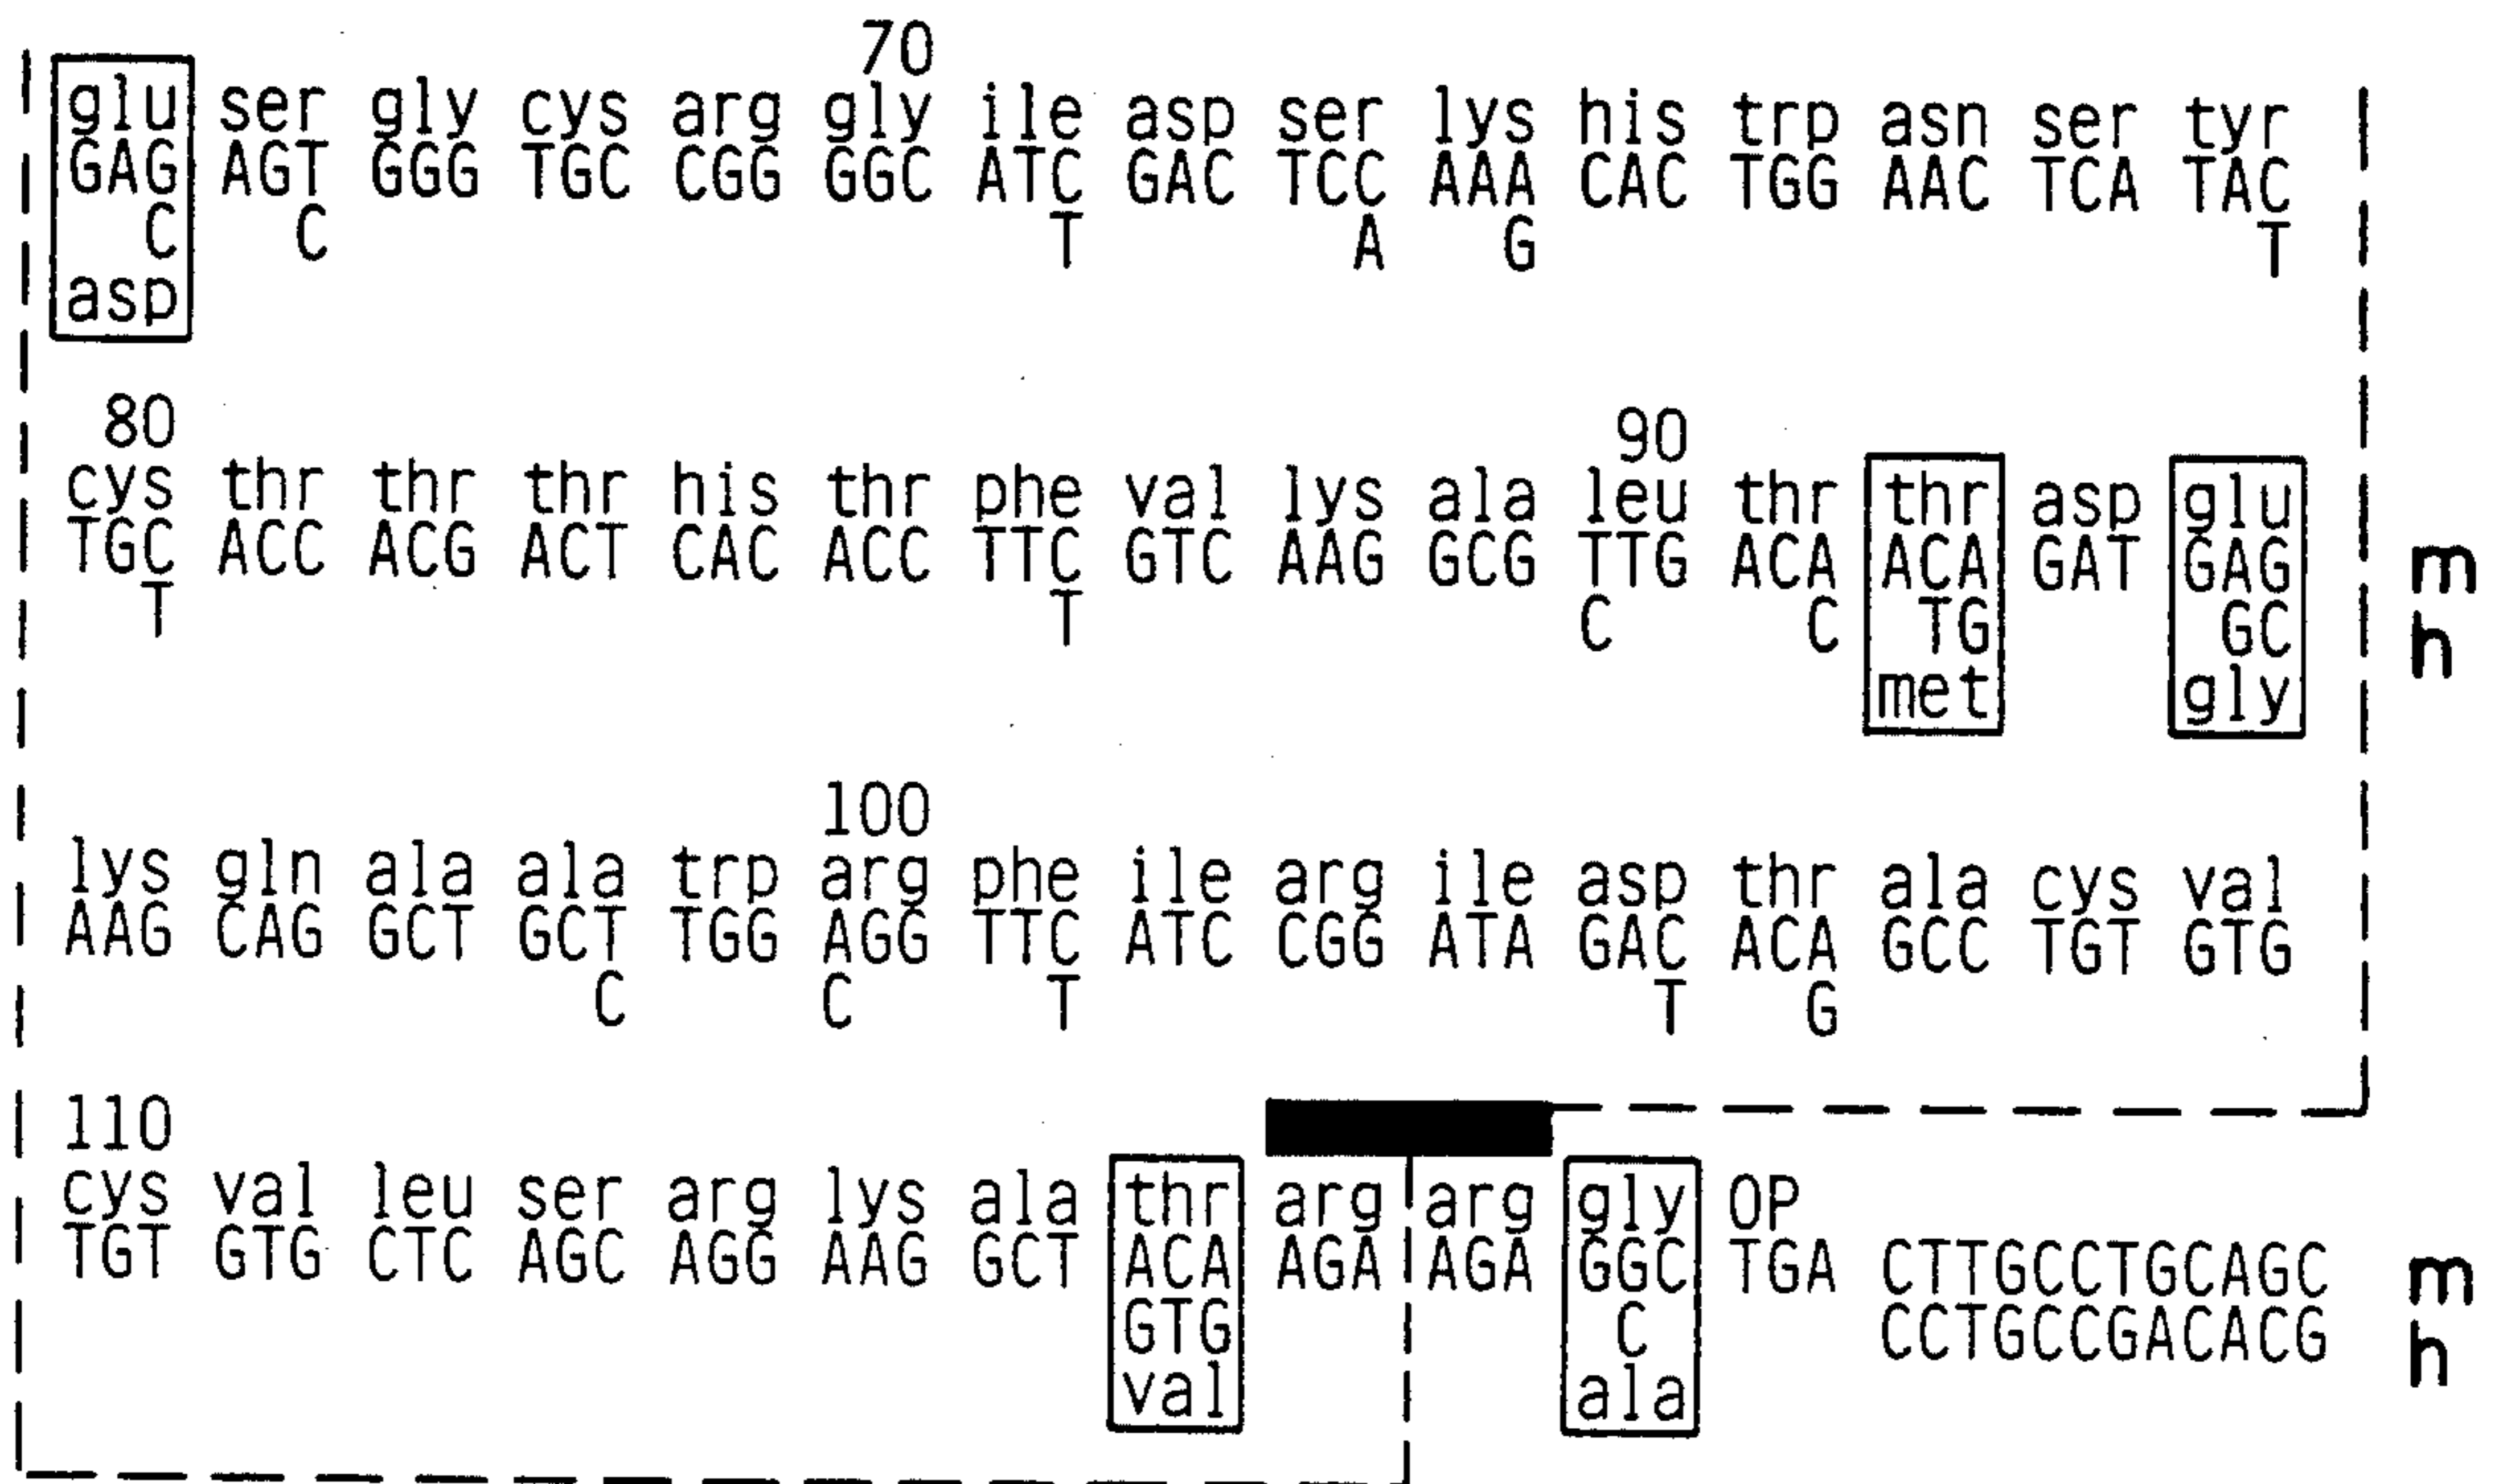 70
glu ser gly cys arg gly ile asp ser lys his trp asn ser tyr
GAG AGT GGG TGC CGG GGC ATC GAC TCC AAA CAC TGG AAC TCA TAC
C C T A G T
asp
80 90
cys thr thr thr his thr phe val lys ala leu thr thr asp glu
TGC ACC ACG ACT CAC ACC TTC GTC AAG GCG TTG ACA ACA GAT GAG m
T T C C TG GC h
met gly
100
lys gln ala ala trp arg phe ile arg ile asp thr ala cys val
AAG CAG GCT GCT TGG AGG TTC ATC CGG ATA GAC ACA GCC TGT GTG
C C T T G
110
cys val leu ser arg lys ala thr arg arg gly OP
TGT GTG CTC AGC AGG AAG GCT ACA AGA AGA GGC TGA CTTGCCTGCAGC m
GTG C CCTGCCGACACG h
val ala